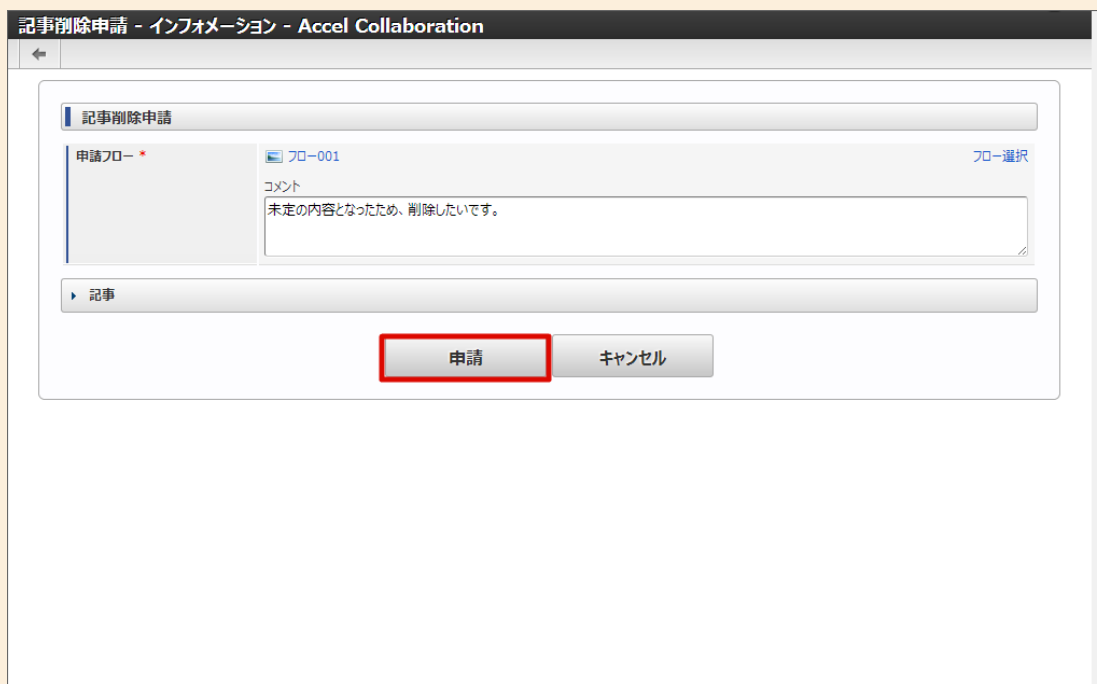 記事削除申請 - インフォメーション - Accel Collaboration
記事削除申請
申請フロー * フロー001 フロー選択
コメント
未定の内容となったため、削除したいです。
記事
申請 キャンセル